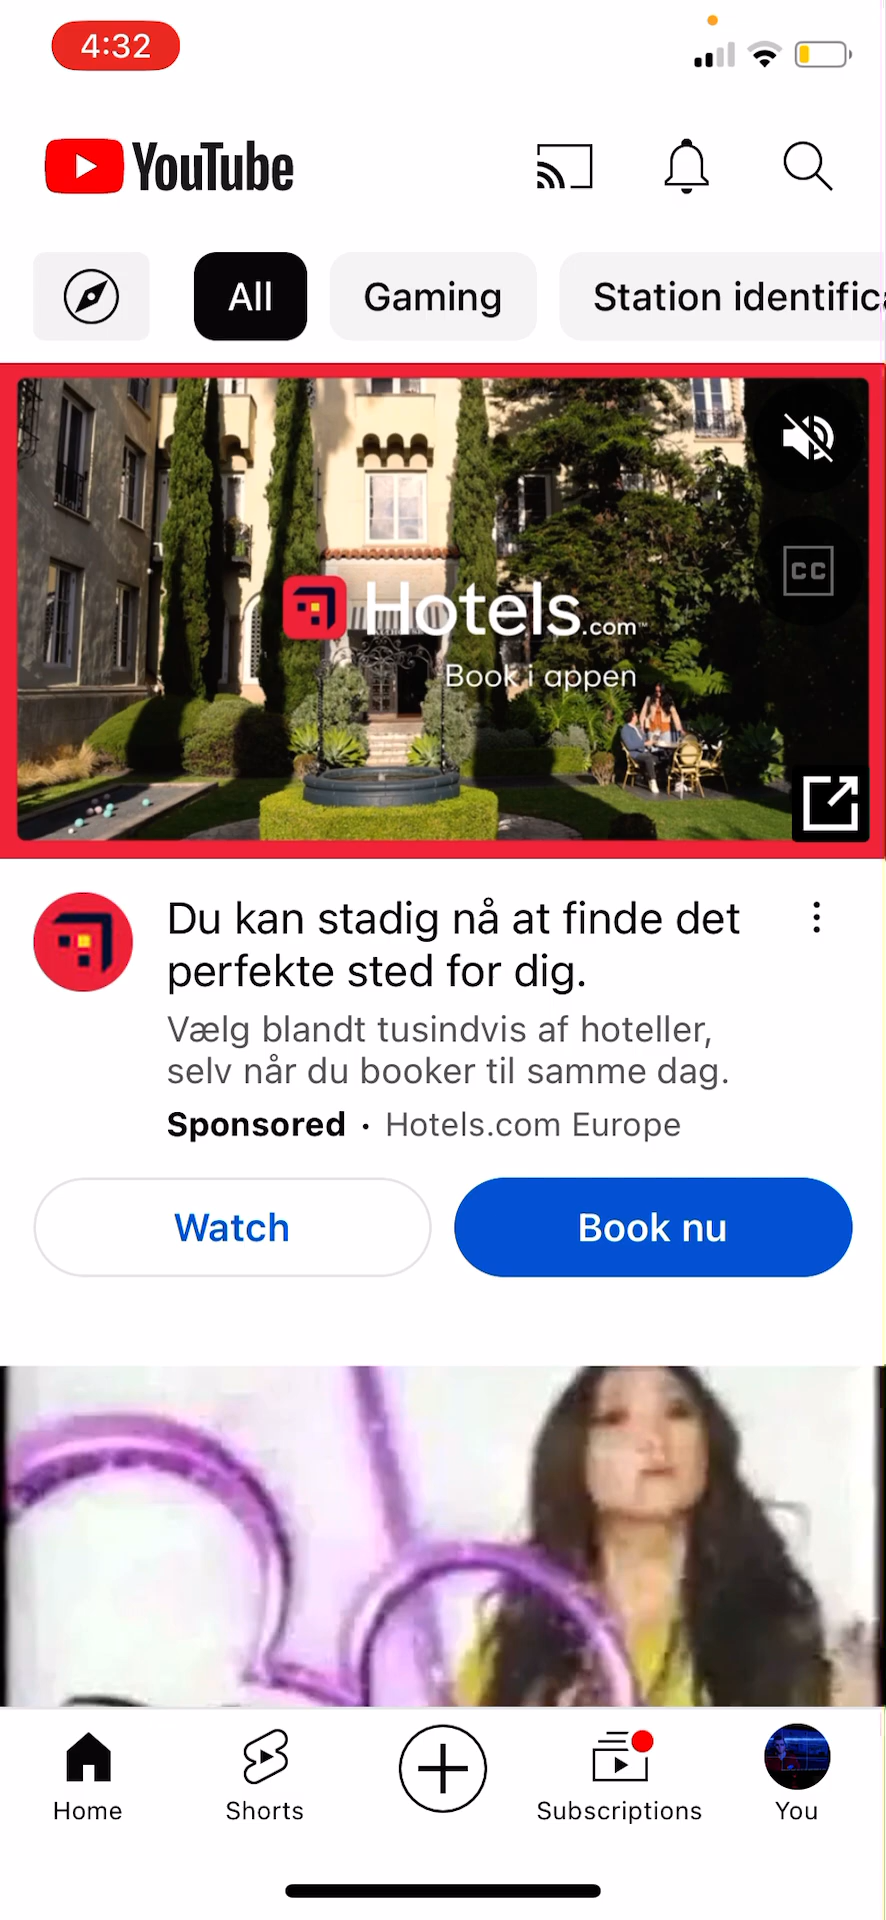 4:32
YouTube
All
Gaming
Station identific
Hotels.com™
Book i appen
CC
Du kan stadig nå at finde det
perfekte sted for dig.
Vælg blandt tusindvis af hoteller,
selv når du booker til samme dag.
Sponsored · Hotels.com Europe
Watch
Book nu
Home
Shorts
Subscriptions
You